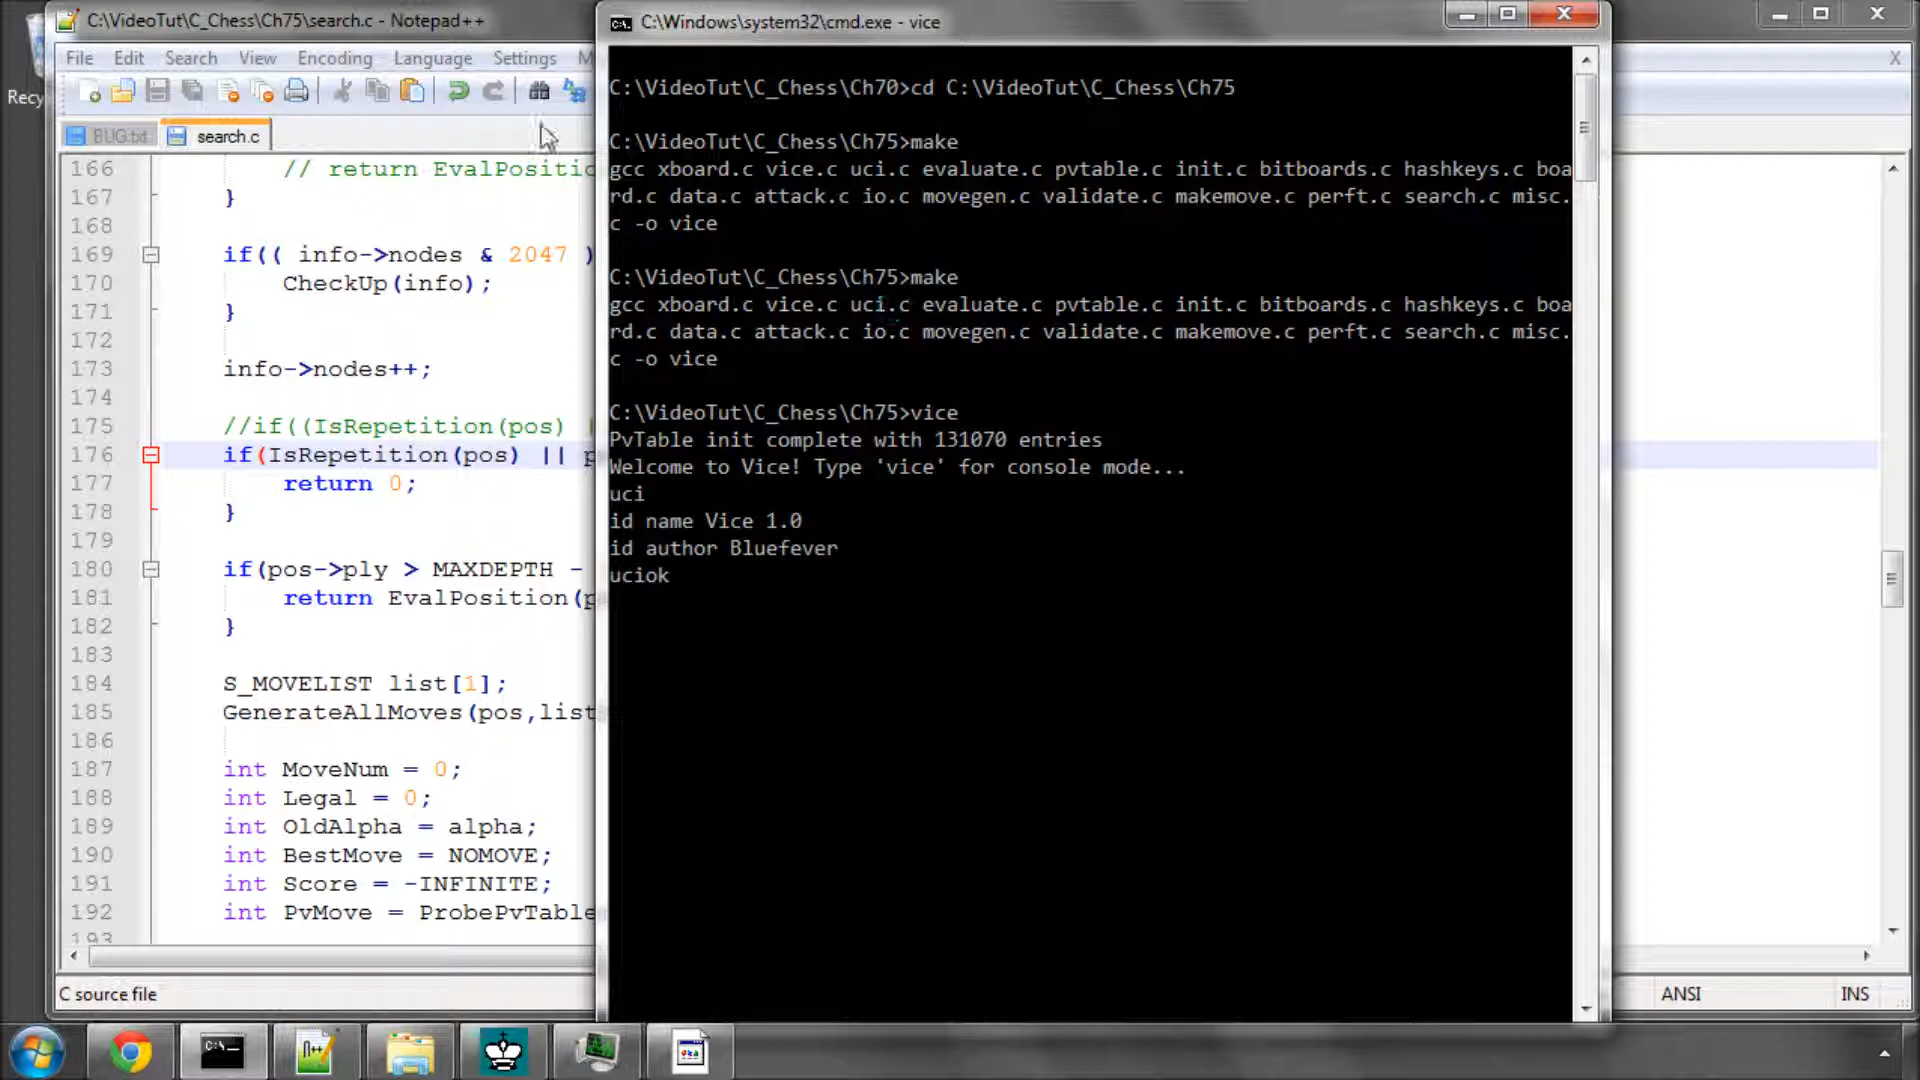 C:\VideoTut\C_Chess\Ch75\search.c - Notepad++
File Edit Search View Encoding Language Settings M
BUG.txt search.c
166 // return EvalPositio
167 }
168
169 if(( info->nodes & 2047 )
170 CheckUp(info);
171 }
172
173 info->nodes++;
174
175 //if((IsRepetition(pos)
176 if(IsRepetition(pos) || p
177 return 0;
178 }
179
180 if(pos->ply > MAXDEPTH -
181 return EvalPosition(p
182 }
183
184 S_MOVELIST list[1];
185 GenerateAllMoves(pos,list
186
187 int MoveNum = 0;
188 int Legal = 0;
189 int OldAlpha = alpha;
190 int BestMove = NOMOVE;
191 int Score = -INFINITE;
192 int PvMove = ProbePvTable
193
C source file
ANSI INS
Recy
C:\Windows\system32\cmd.exe - vice
C:\VideoTut\C_Chess\Ch70>cd C:\VideoTut\C_Chess\Ch75
C:\VideoTut\C_Chess\Ch75>make
gcc xboard.c vice.c uci.c evaluate.c pvtable.c init.c bitboards.c hashkeys.c boa
rd.c data.c attack.c io.c movegen.c validate.c makemove.c perft.c search.c misc.
c -o vice
C:\VideoTut\C_Chess\Ch75>make
gcc xboard.c vice.c uci.c evaluate.c pvtable.c init.c bitboards.c hashkeys.c boa
rd.c data.c attack.c io.c movegen.c validate.c makemove.c perft.c search.c misc.
c -o vice
C:\VideoTut\C_Chess\Ch75>vice
PvTable init complete with 131070 entries
Welcome to Vice! Type 'vice' for console mode...
uci
id name Vice 1.0
id author Bluefever
uciok